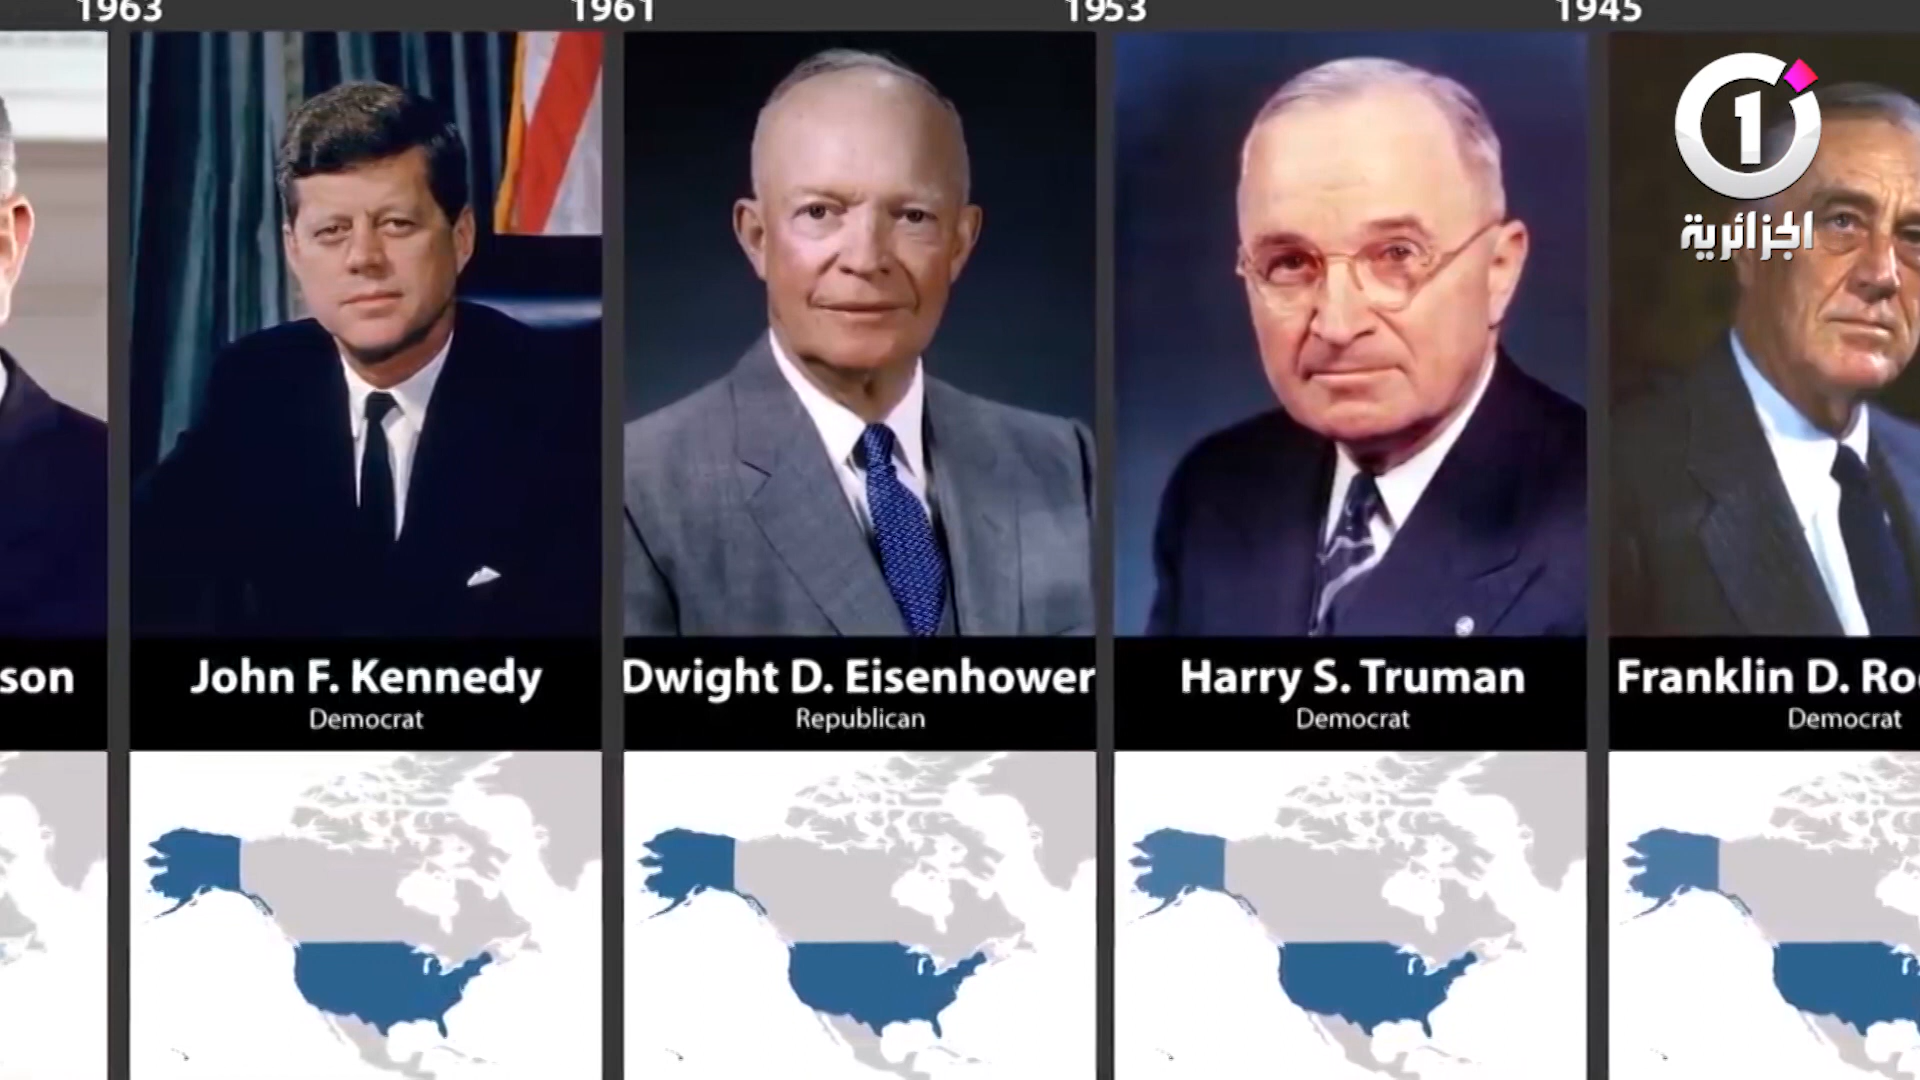 1963
1961
1953
1945
1
الجزائرية
son
John F. Kennedy
Democrat
Dwight D. Eisenhower
Republican
Harry S. Truman
Democrat
Franklin D. Ro
Democrat